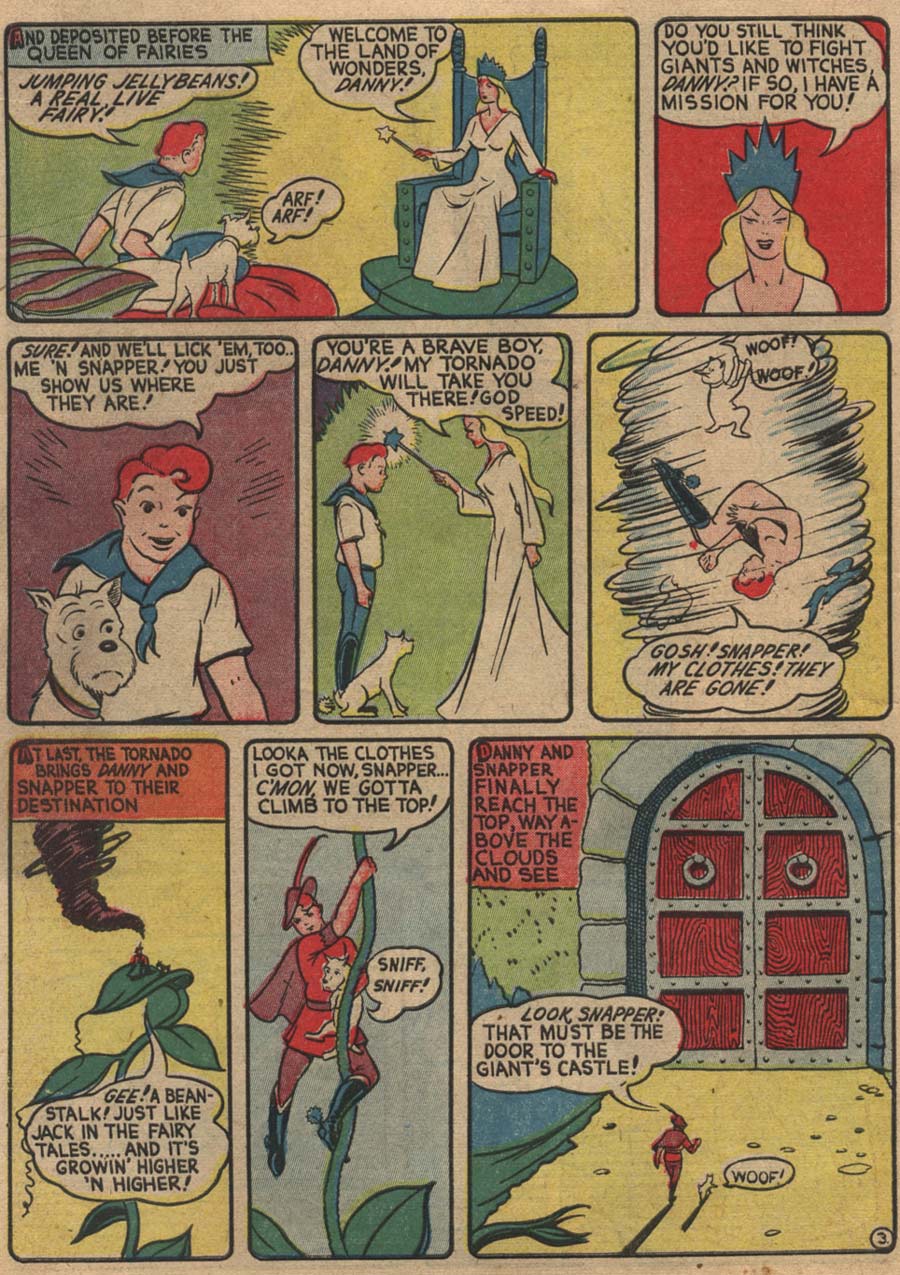 AND DEPOSITED BEFORE THE
QUEEN OF FAIRIES
JUMPING JELLYBEANS!
A REAL LIVE
FAIRY!
ARF!
ARF!
WELCOME TO
THE LAND OF
WONDERS,
DANNY!
DO YOU STILL THINK
YOU'D LIKE TO FIGHT
GIANTS AND WITCHES,
DANNY? IF SO, I HAVE A
MISSION FOR YOU!
SURE! AND WE'LL LICK 'EM, TOO..
ME 'N SNAPPER! YOU JUST
SHOW US WHERE
THEY ARE!
YOU'RE A BRAVE BOY,
DANNY! MY TORNADO
WILL TAKE YOU
THERE! GOD
SPEED!
WOOF!
WOOF!
GOSH! SNAPPER!
MY CLOTHES! THEY
ARE GONE!
AT LAST, THE TORNADO
BRINGS DANNY AND
SNAPPER TO THEIR
DESTINATION
GEE! A BEAN-
STALK! JUST LIKE
JACK IN THE FAIRY
TALES.....AND IT'S
GROWIN' HIGHER
'N HIGHER!
LOOKA THE CLOTHES
I GOT NOW, SNAPPER...
C'MON, WE GOTTA
CLIMB TO THE TOP!
SNIFF,
SNIFF!
DANNY AND
SNAPPER
FINALLY
REACH THE
TOP, WAY A-
BOVE THE
CLOUDS
AND SEE
LOOK, SNAPPER!
THAT MUST BE THE
DOOR TO THE
GIANT'S CASTLE!
WOOF!
3.